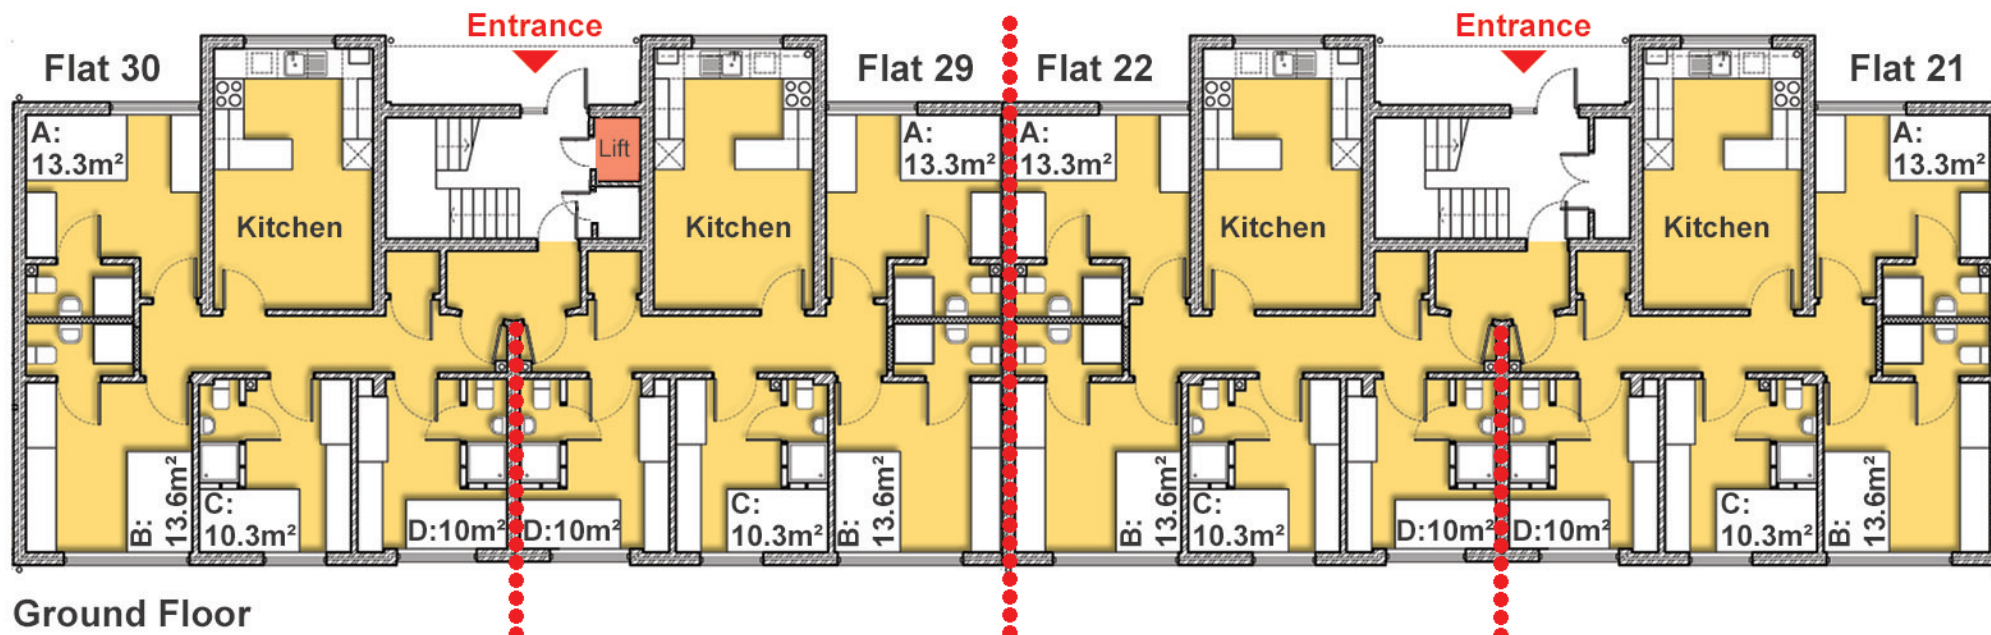 Entrance
Entrance
Flat 30
Flat 29
Flat 22
Flat 21
A:
13.3m²
A:
13.3m²
A:
13.3m²
A:
13.3m²
Lift
Kitchen
Kitchen
Kitchen
Kitchen
B:
13.6m²
C:
10.3m²
D:10m²
D:10m²
C:
10.3m²
B:
13.6m²
B:
13.6m²
C:
10.3m²
D:10m²
D:10m²
C:
10.3m²
B:
13.6m²
Ground Floor